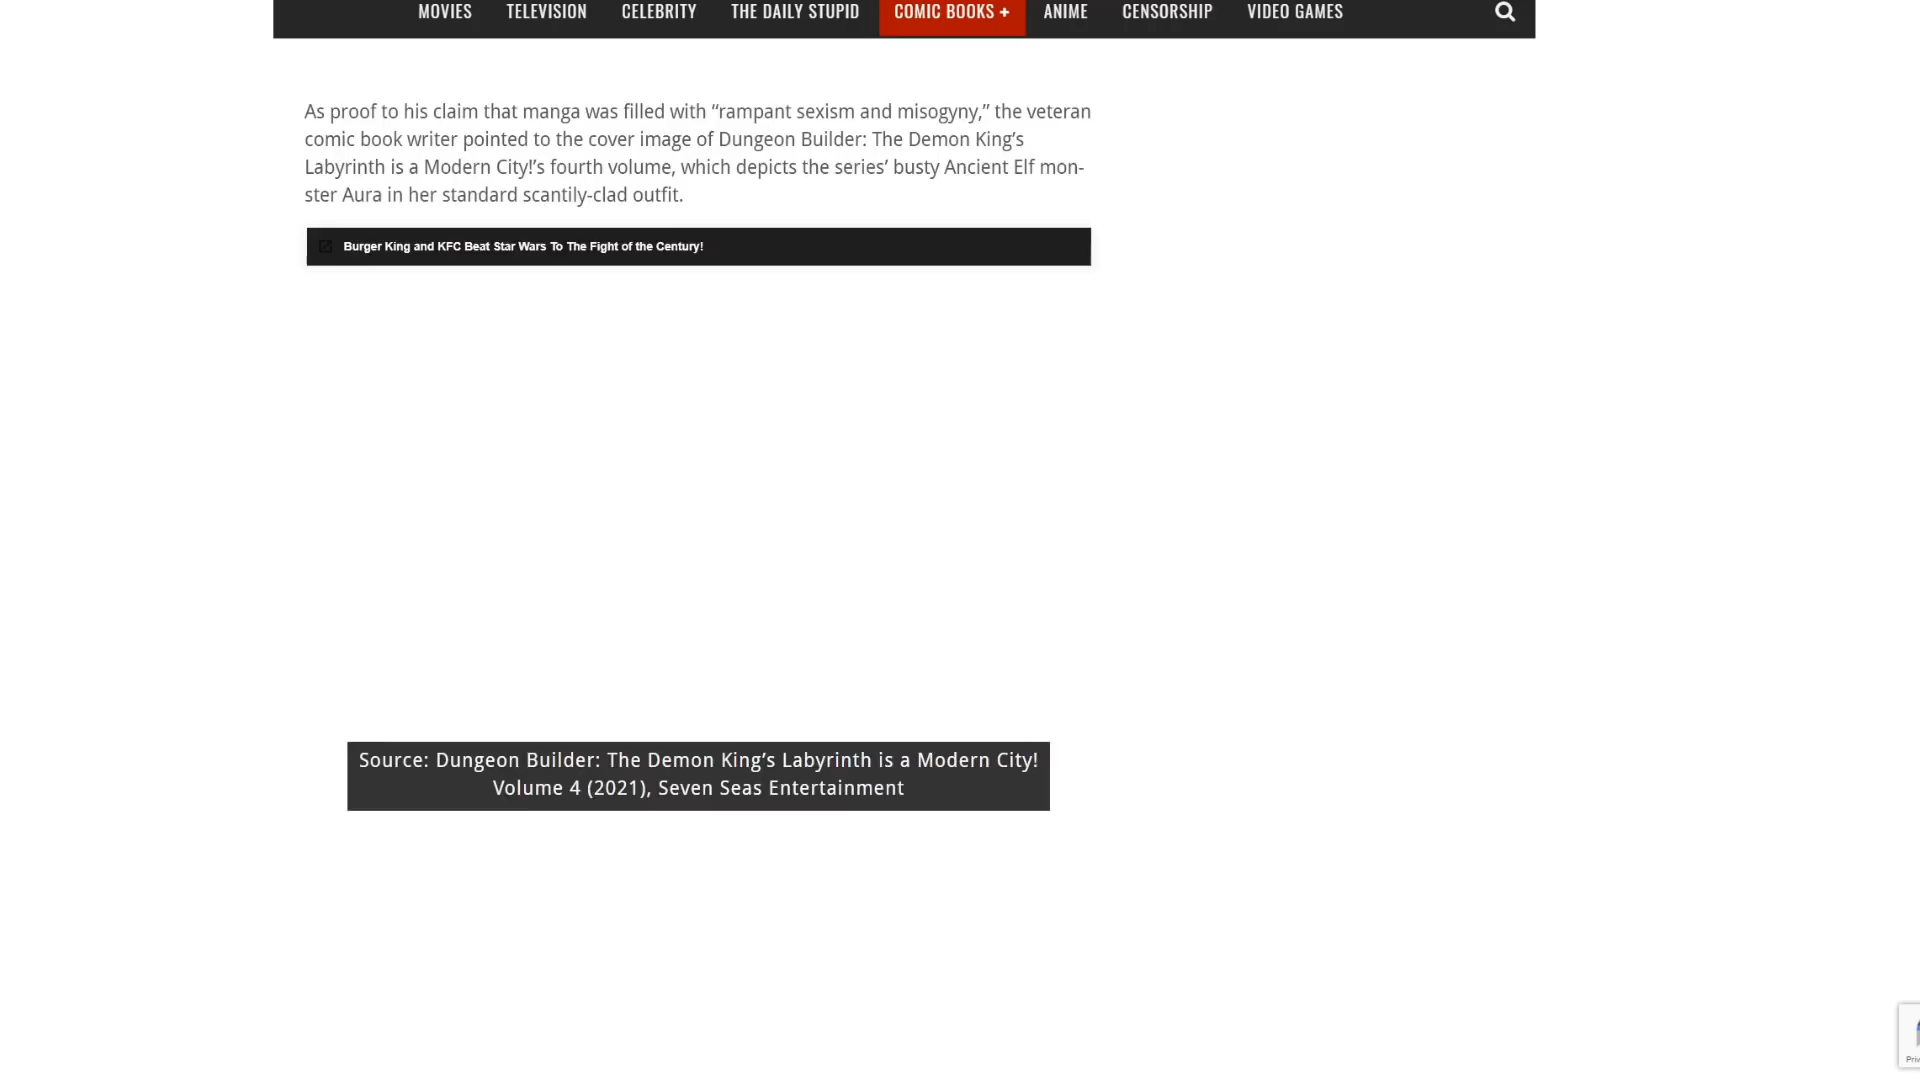 MOVIES TELEVISION CELEBRITY THE DAILY STUPID COMIC BOOKS + ANIME CENSORSHIP VIDEO GAMES
As proof to his claim that manga was filled with “rampant sexism and misogyny,” the veteran
comic book writer pointed to the cover image of Dungeon Builder: The Demon King’s
Labyrinth is a Modern City!’s fourth volume, which depicts the series’ busty Ancient Elf mon-
ster Aura in her standard scantily-clad outfit.
Burger King and KFC Beat Star Wars To The Fight of the Century!
Source: Dungeon Builder: The Demon King’s Labyrinth is a Modern City!
Volume 4 (2021), Seven Seas Entertainment